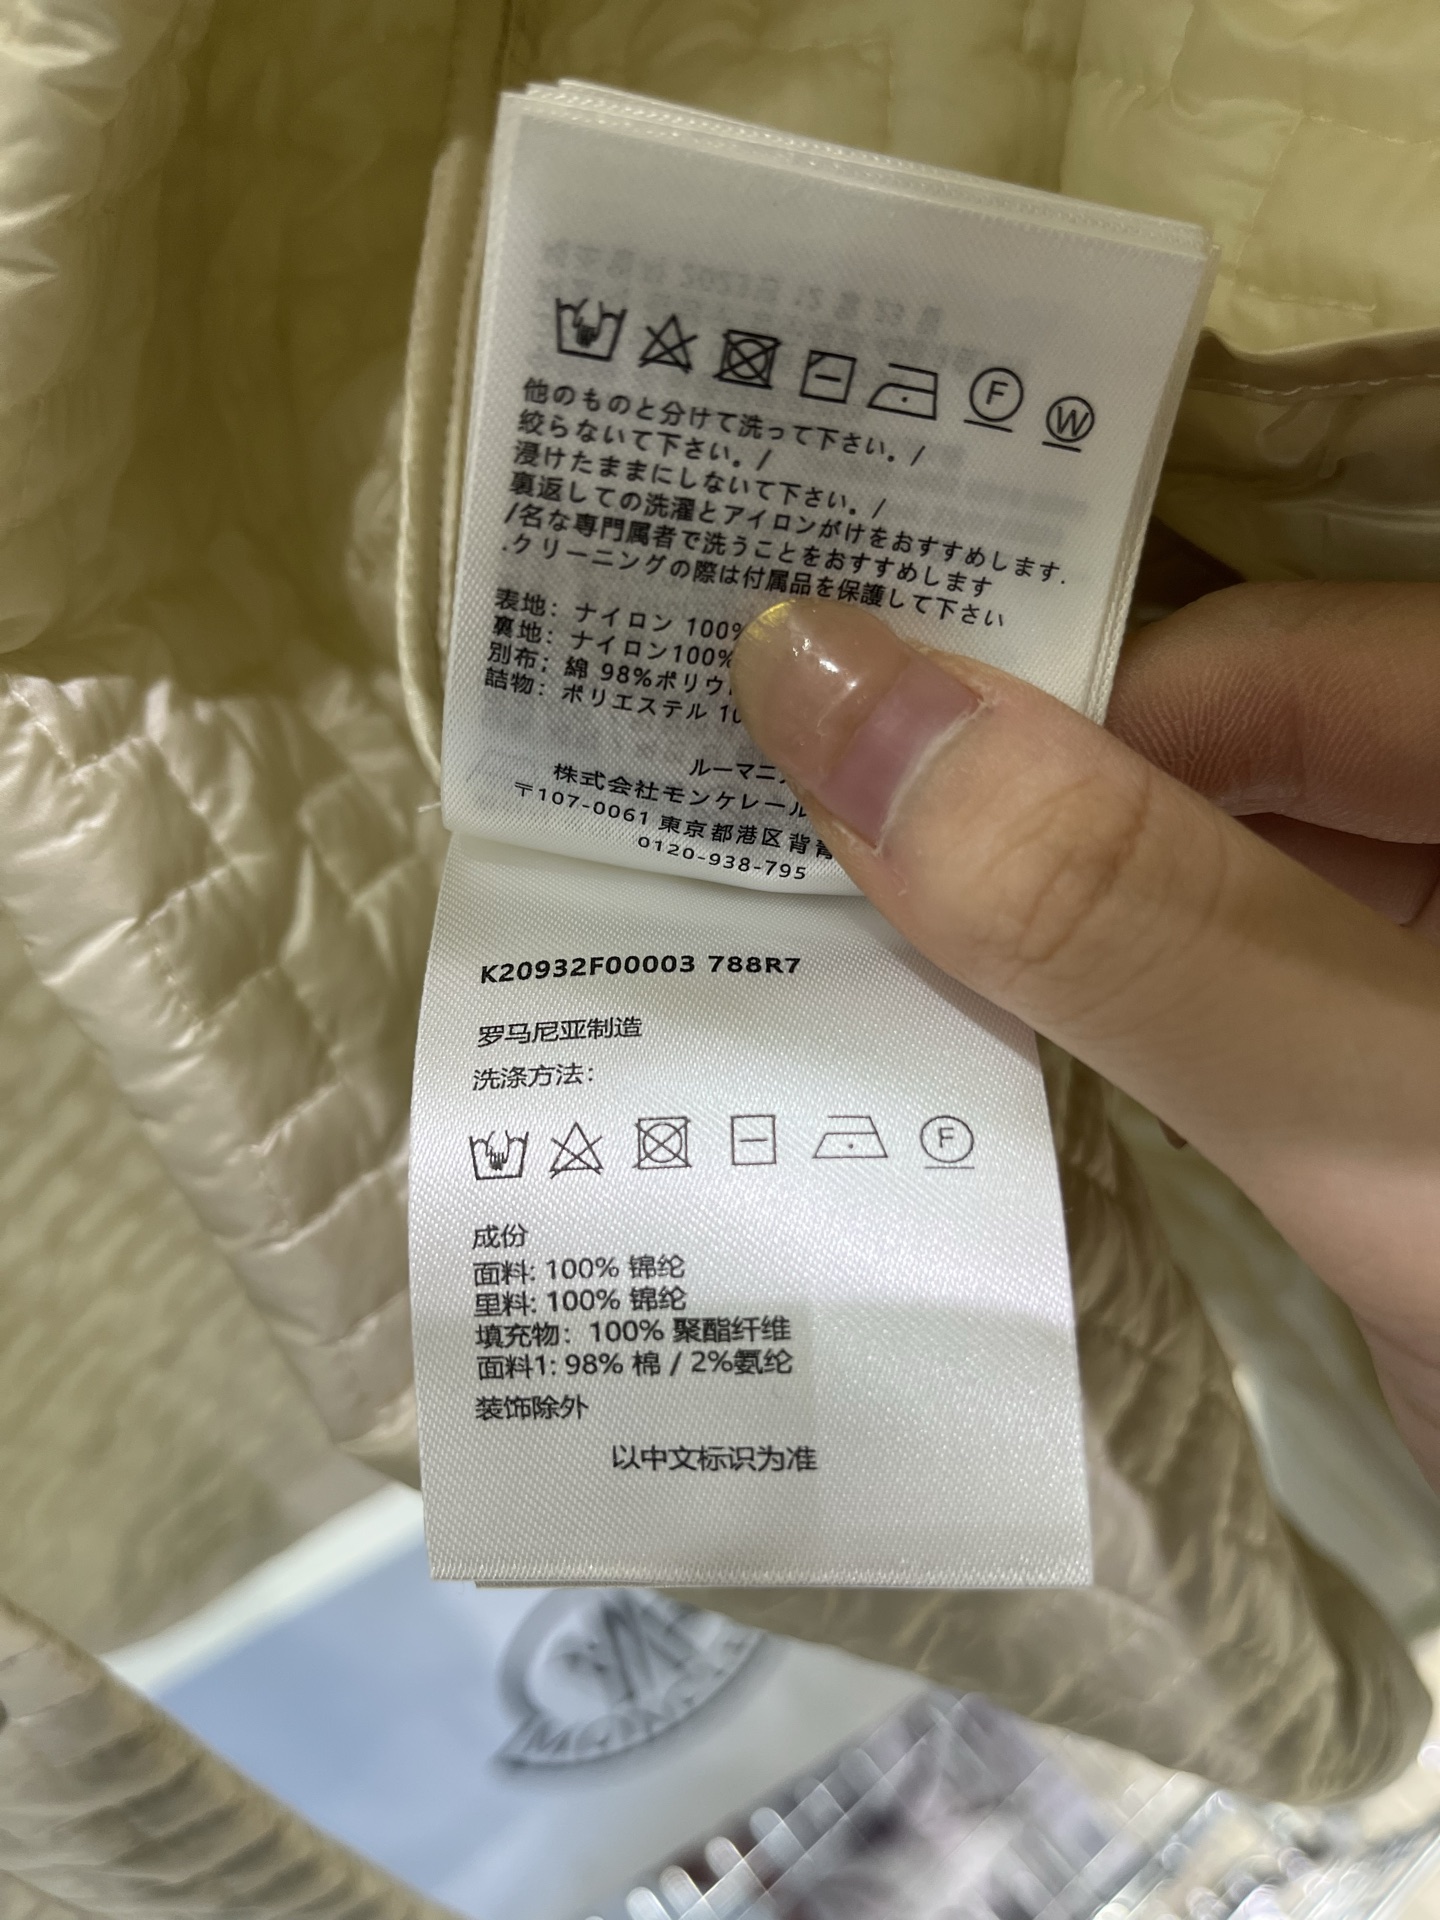 他のものと分けて洗って下さい。/
絞らないて下さい。/
浸けたままにしないて下さい。/
裏返しての洗濯とアイロンがけをおすすめします.
/名な専門属者で洗うことをおすすめします
.クリーニングの際は付属品を保護して下さい
表地: ナイロン 100%
裏地: ナイロン100%
別布: 綿 98%ポリウ
詰物: ポリエステル 10
ルーマニ
株式会社モンケレール
〒107-0061 東京都港区背
0120-938-795
K20932F00003 788R7
罗马尼亚制造
洗涤方法:
F
成份
面料: 100% 锦纶
里料: 100% 锦纶
填充物: 100% 聚酯纤维
面料1: 98% 棉 / 2%氨纶
装饰除外
以中文标识为准